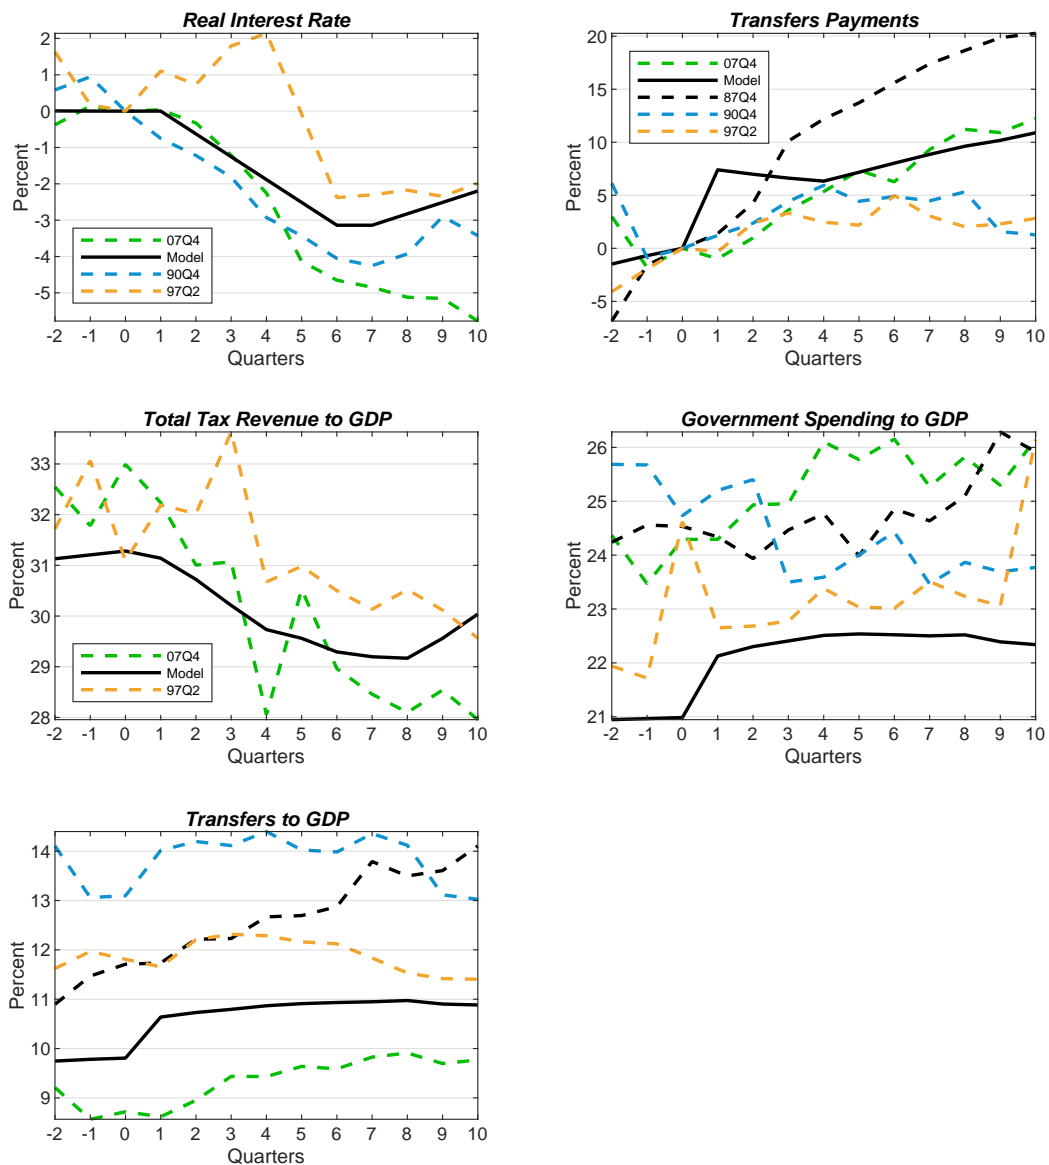 Real Interest Rate
2
1
0
-1
-2
-3
-4
-5
Percent
07Q4
Model
90Q4
97Q2
-2 -1 0 1 2 3 4 5 6 7 8 9 10
Quarters
Transfers Payments
20
15
10
5
0
-5
Percent
07Q4
Model
87Q4
90Q4
97Q2
-2 -1 0 1 2 3 4 5 6 7 8 9 10
Quarters
Total Tax Revenue to GDP
33
32
31
30
29
28
Percent
07Q4
Model
97Q2
-2 -1 0 1 2 3 4 5 6 7 8 9 10
Quarters
Government Spending to GDP
26
25
24
23
22
21
Percent
-2 -1 0 1 2 3 4 5 6 7 8 9 10
Quarters
Transfers to GDP
14
13
12
11
10
9
Percent
-2 -1 0 1 2 3 4 5 6 7 8 9 10
Quarters